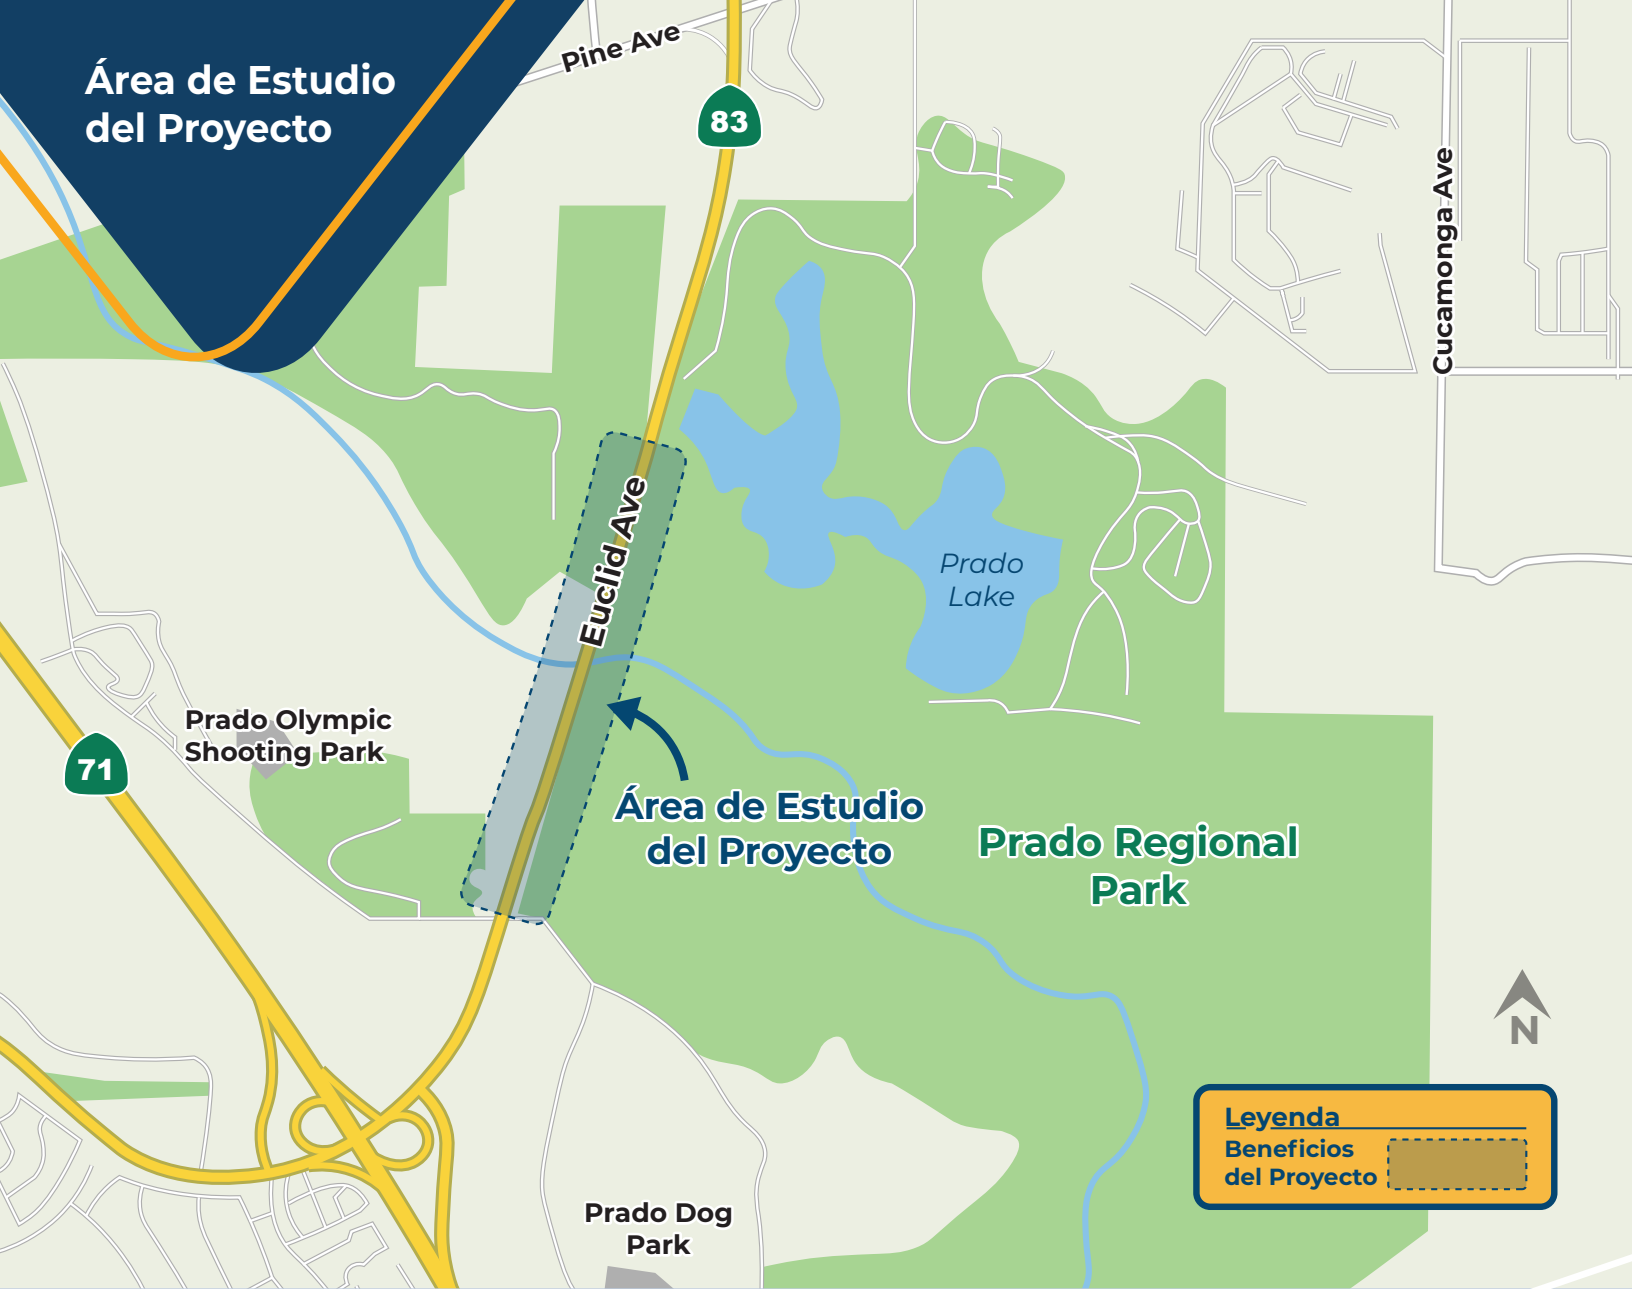 Área de Estudio
del Proyecto
Pine Ave
83
Cucamonga Ave
Euclid Ave
Prado
Lake
Prado Olympic
Shooting Park
71
Área de Estudio
del Proyecto
Prado Regional
Park
N
Leyenda
Beneficios
del Proyecto
Prado Dog
Park